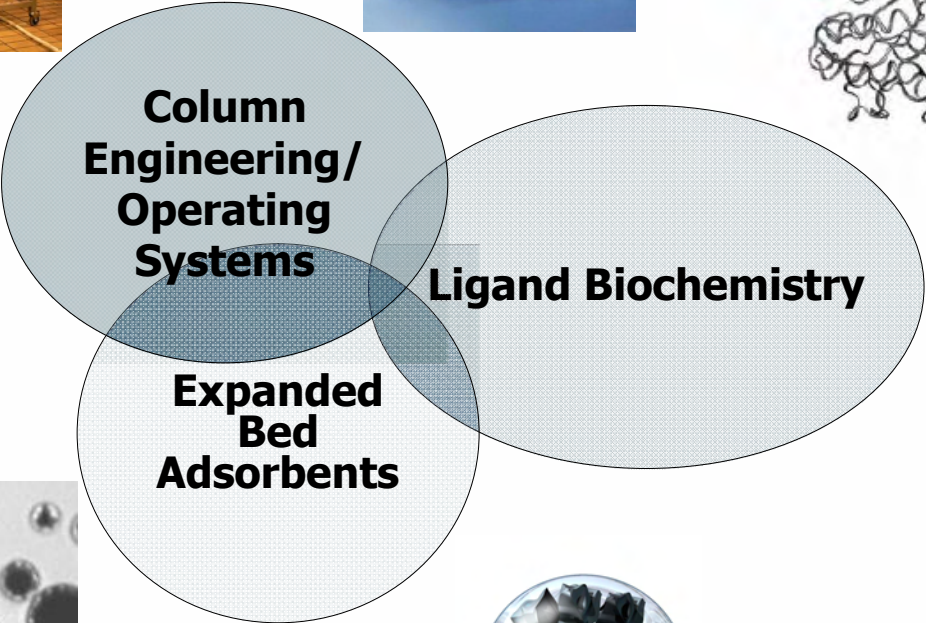 Column
Engineering/
Operating
Systems
Ligand Biochemistry
Expanded
Bed
Adsorbents